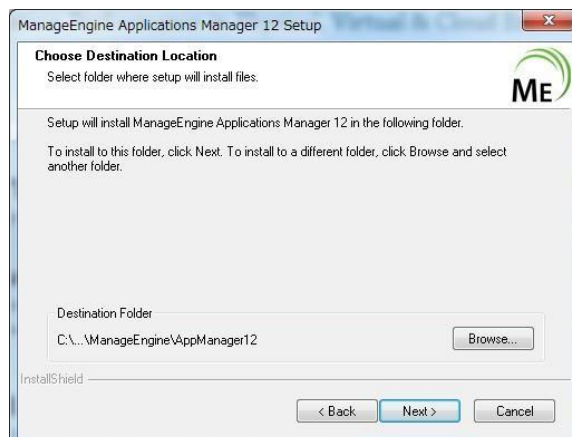 ManageEngine Applications Manager 12 Setup
Virtual & Cloud
Choose Destination Location
Select folder where setup will install files.
ME
Setup will install ManageEngine Applications Manager 12 in the following folder.
To install to this folder, click Next. To install to a different folder, click Browse and select
another folder.
Destination Folder
C:\...\ManageEngine\AppManager12
Browse...
InstallShield
< Back
Next >
Cancel